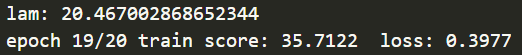 lam: 20.467002868652344
epoch 19/20 train score: 35.7122  loss: 0.3977